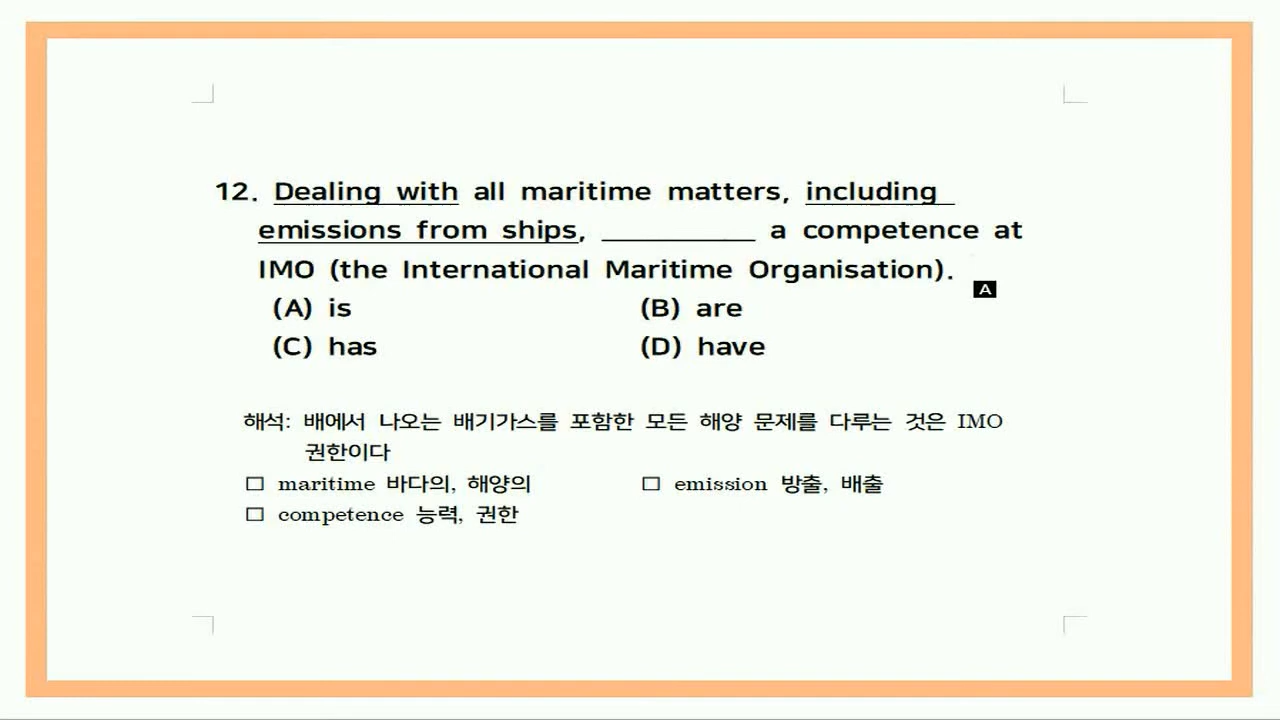 12. Dealing with all maritime matters, including
emissions from ships, __________ a competence at
IMO (the International Maritime Organisation).
A
(A) is (B) are
(C) has (D) have
해석: 배에서 나오는 배기가스를 포함한 모든 해양 문제를 다루는 것은 IMO
권한이다
□ maritime 바다의, 해양의 □ emission 방출, 배출
□ competence 능력, 권한